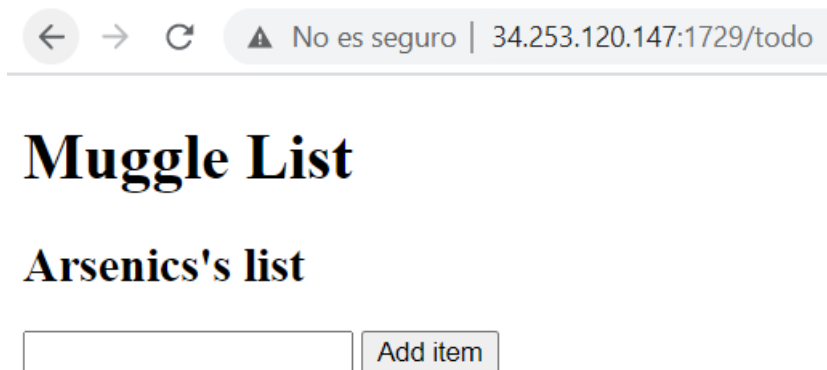 No es seguro | 34.253.120.147:1729/todo
Muggle List
Arsenics's list
Add item